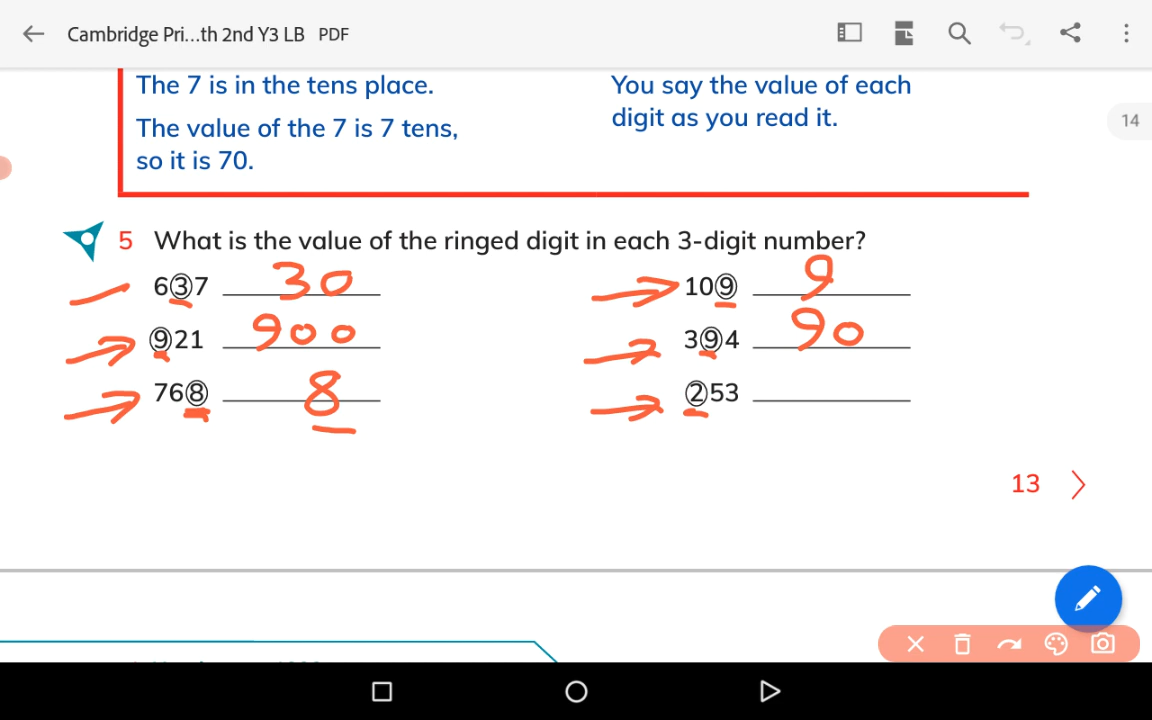 Cambridge Pri...th 2nd Y3 LB PDF
The 7 is in the tens place.
The value of the 7 is 7 tens,
so it is 70.
You say the value of each
digit as you read it.
14
5 What is the value of the ringed digit in each 3-digit number?
637 30
921 900
768 8
109 9
394 90
253
13